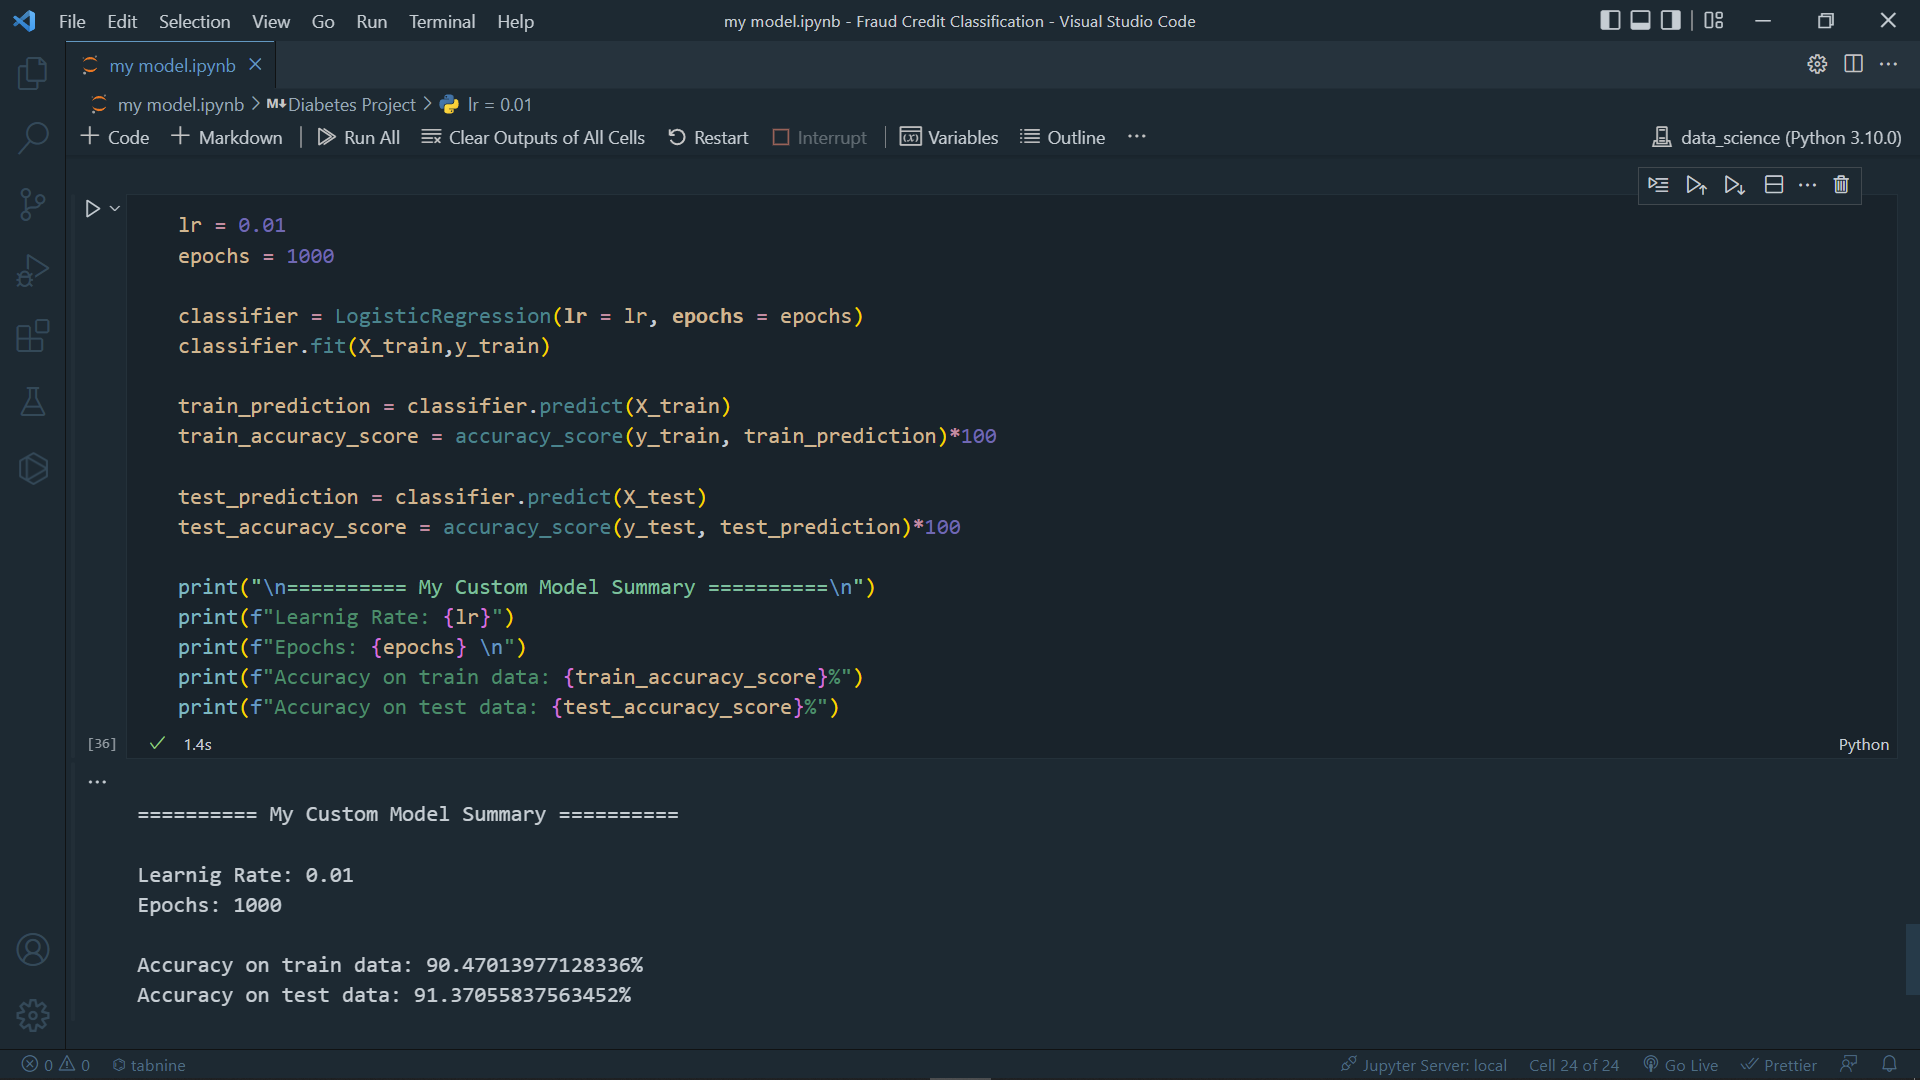 File Edit Selection View Go Run Terminal Help my model.ipynb - Fraud Credit Classification - Visual Studio Code
my model.ipynb
my model.ipynb > M↓Diabetes Project > lr = 0.01
+ Code + Markdown | Run All Clear Outputs of All Cells Restart Interrupt | Variables Outline ··· data_science (Python 3.10.0)
lr = 0.01
epochs = 1000
classifier = LogisticRegression(lr = lr, epochs = epochs)
classifier.fit(X_train,y_train)
train_prediction = classifier.predict(X_train)
train_accuracy_score = accuracy_score(y_train, train_prediction)*100
test_prediction = classifier.predict(X_test)
test_accuracy_score = accuracy_score(y_test, test_prediction)*100
print("\n========== My Custom Model Summary ==========\n")
print(f"Learnig Rate: {lr}")
print(f"Epochs: {epochs} \n")
print(f"Accuracy on train data: {train_accuracy_score}%")
print(f"Accuracy on test data: {test_accuracy_score}%")
[36] 1.4s Python
···
========== My Custom Model Summary ==========
Learnig Rate: 0.01
Epochs: 1000
Accuracy on train data: 90.47013977128336%
Accuracy on test data: 91.37055837563452%
0 0 tabnine Jupyter Server: local Cell 24 of 24 Go Live Prettier